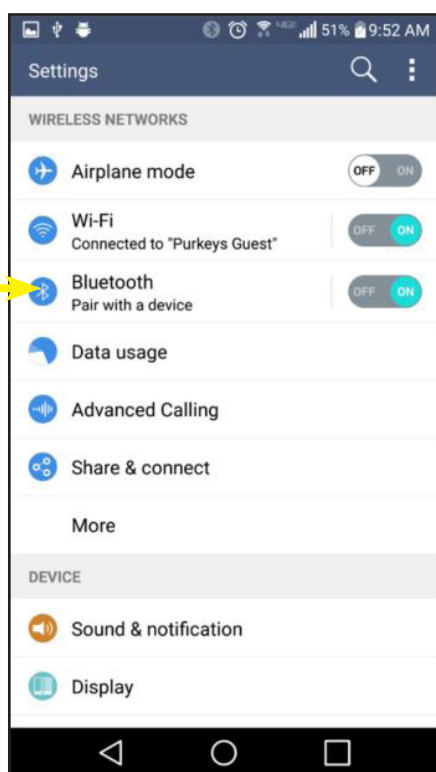 51% 9:52 AM
Settings
WIRELESS NETWORKS
Airplane mode OFF ON
Wi-Fi
Connected to "Purkeys Guest" OFF ON
Bluetooth
Pair with a device OFF ON
Data usage
Advanced Calling
Share & connect
More
DEVICE
Sound & notification
Display